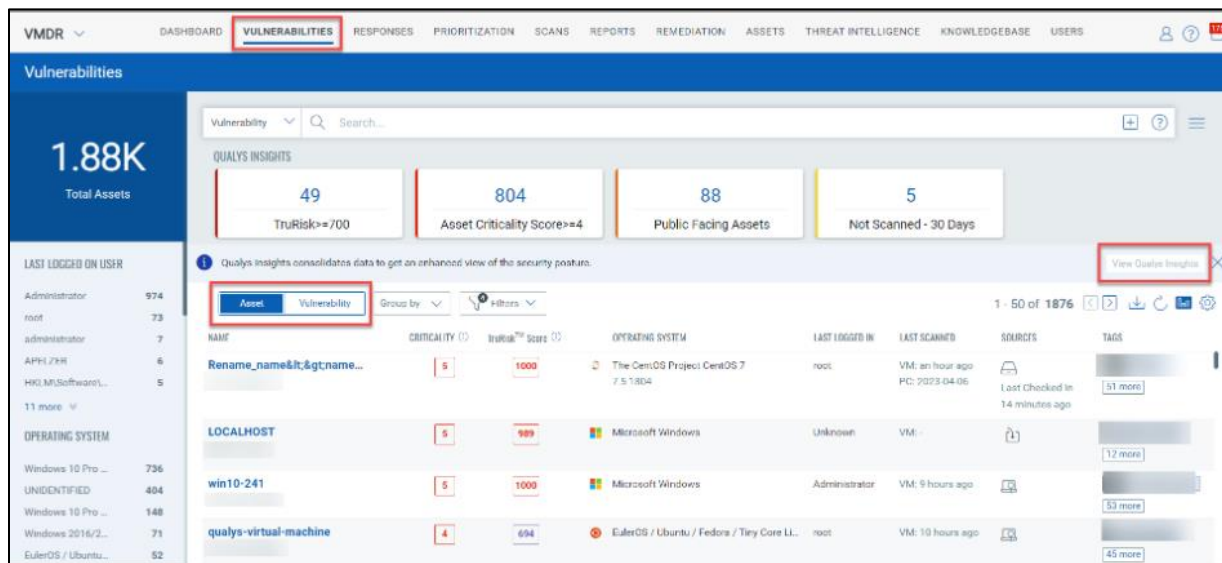 VMDR DASHBOARD VULNERABILITIES RESPONSES PRIORITIZATION SCANS REPORTS REMEDIATION ASSETS THREAT INTELLIGENCE KNOWLEDGEBASE USERS
Vulnerabilities
1.88K
Total Assets
Vulnerability Search...
QUALYS INSIGHTS
49 804 88 5
TruRisk>=700 Asset Criticality Score>=4 Public Facing Assets Not Scanned - 30 Days
Qualys Insights consolidates data to get an enhanced view of the security posture. View Qualys Insights
Asset Vulnerability Group by Filters 1 - 50 of 1876
NAME CRITICALITY TruRisk™ Score OPERATING SYSTEM LAST LOGGED IN LAST SCANNED SOURCES TAGS
Rename_name&lt;&gt;name... 5 1000 The CentOS Project CentOS 7 root VM: an hour ago
7.5 1804 PC: 2023-04-06 Last Checked In 51 more
14 minutes ago
LOCALHOST 5 989 Microsoft Windows Unknown VM: -
12 more
win10-241 5 1000 Microsoft Windows Administrator VM: 9 hours ago
53 more
qualys-virtual-machine 4 694 EulerOS / Ubuntu / Fedora / Tiny Core Li... root VM: 10 hours ago
45 more
LAST LOGGED ON USER
Administrator 974
root 73
administrator 7
APELZER 6
HKLM\Software\... 5
11 more
OPERATING SYSTEM
Windows 10 Pro ... 736
UNIDENTIFIED 404
Windows 10 Pro ... 148
Windows 2016/2... 71
EulerOS / Ubuntu... 52